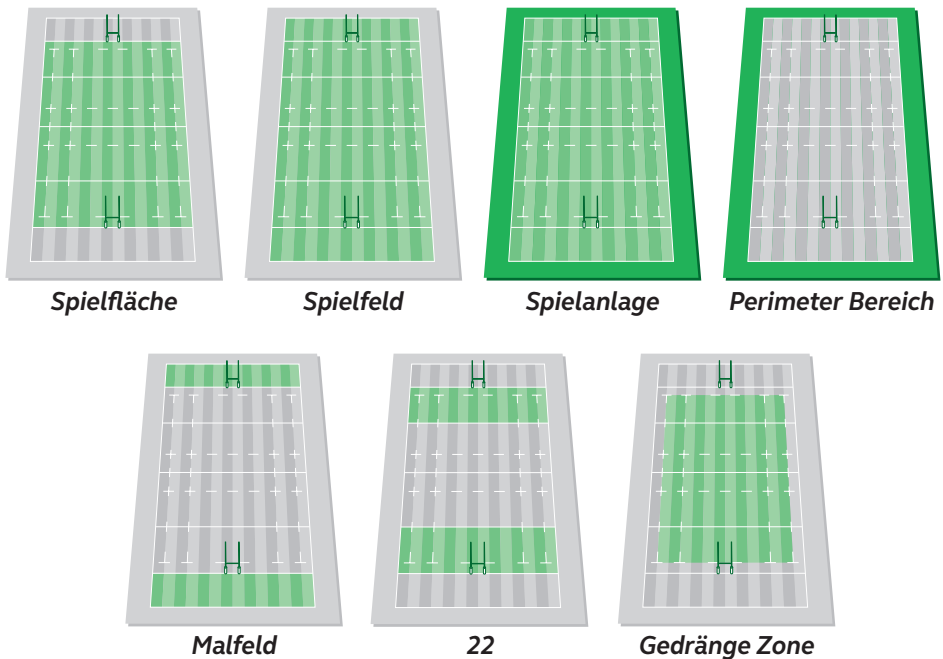 Spielfläche
Spielfeld
Spielanlage
Perimeter Bereich
Malfeld
22
Gedränge Zone